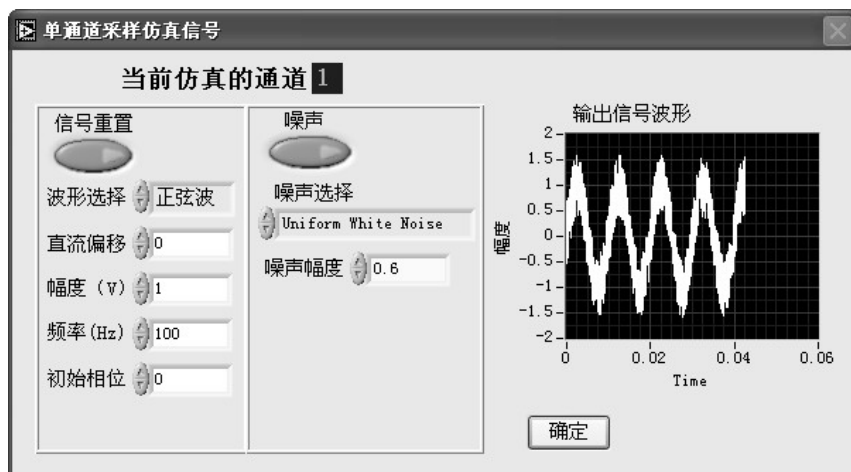 单通道采样仿真信号
当前仿真的通道 1
信号重置
波形选择 正弦波
直流偏移 0
幅度 (V) 1
频率(Hz) 100
初始相位 0
噪声
噪声选择
Uniform White Noise
噪声幅度 0.6
输出信号波形
幅度
2
1.5
1
0.5
0
-0.5
-1
-1.5
-2
0 0.02 0.04 0.06
Time
确定